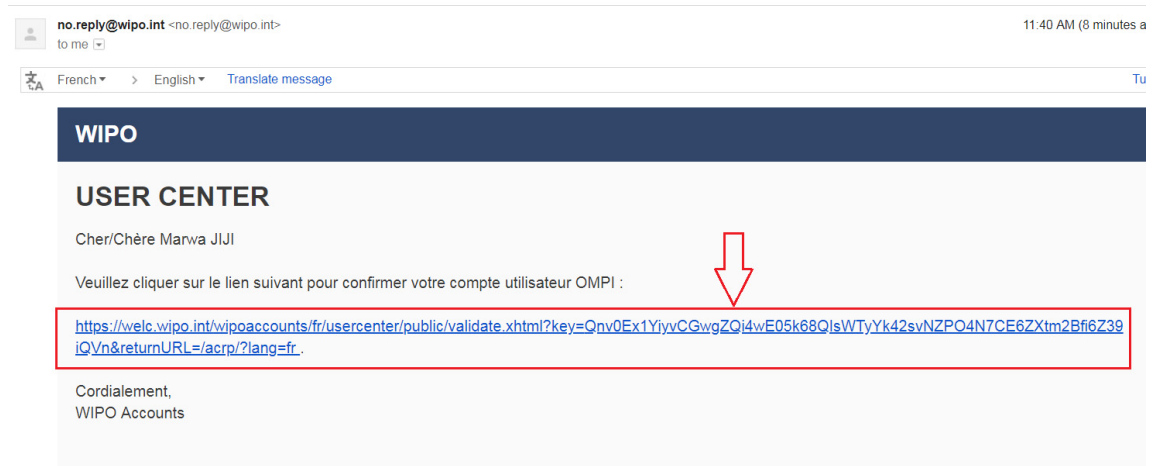 no.reply@wipo.int <no.reply@wipo.int> 11:40 AM (8 minutes a
to me
French > English Translate message Tu
WIPO
USER CENTER
Cher/Chère Marwa JIJI
Veuillez cliquer sur le lien suivant pour confirmer votre compte utilisateur OMPI :
https://welc.wipo.int/wipoaccounts/fr/usercenter/public/validate.xhtml?key=Qnv0Ex1YiyvCGwgZQi4wE05k68QIsWTyYk42svNZPO4N7CE6ZXtm2Bfi6Z39
iQVn&returnURL=/acrp/?lang=fr .
Cordialement,
WIPO Accounts